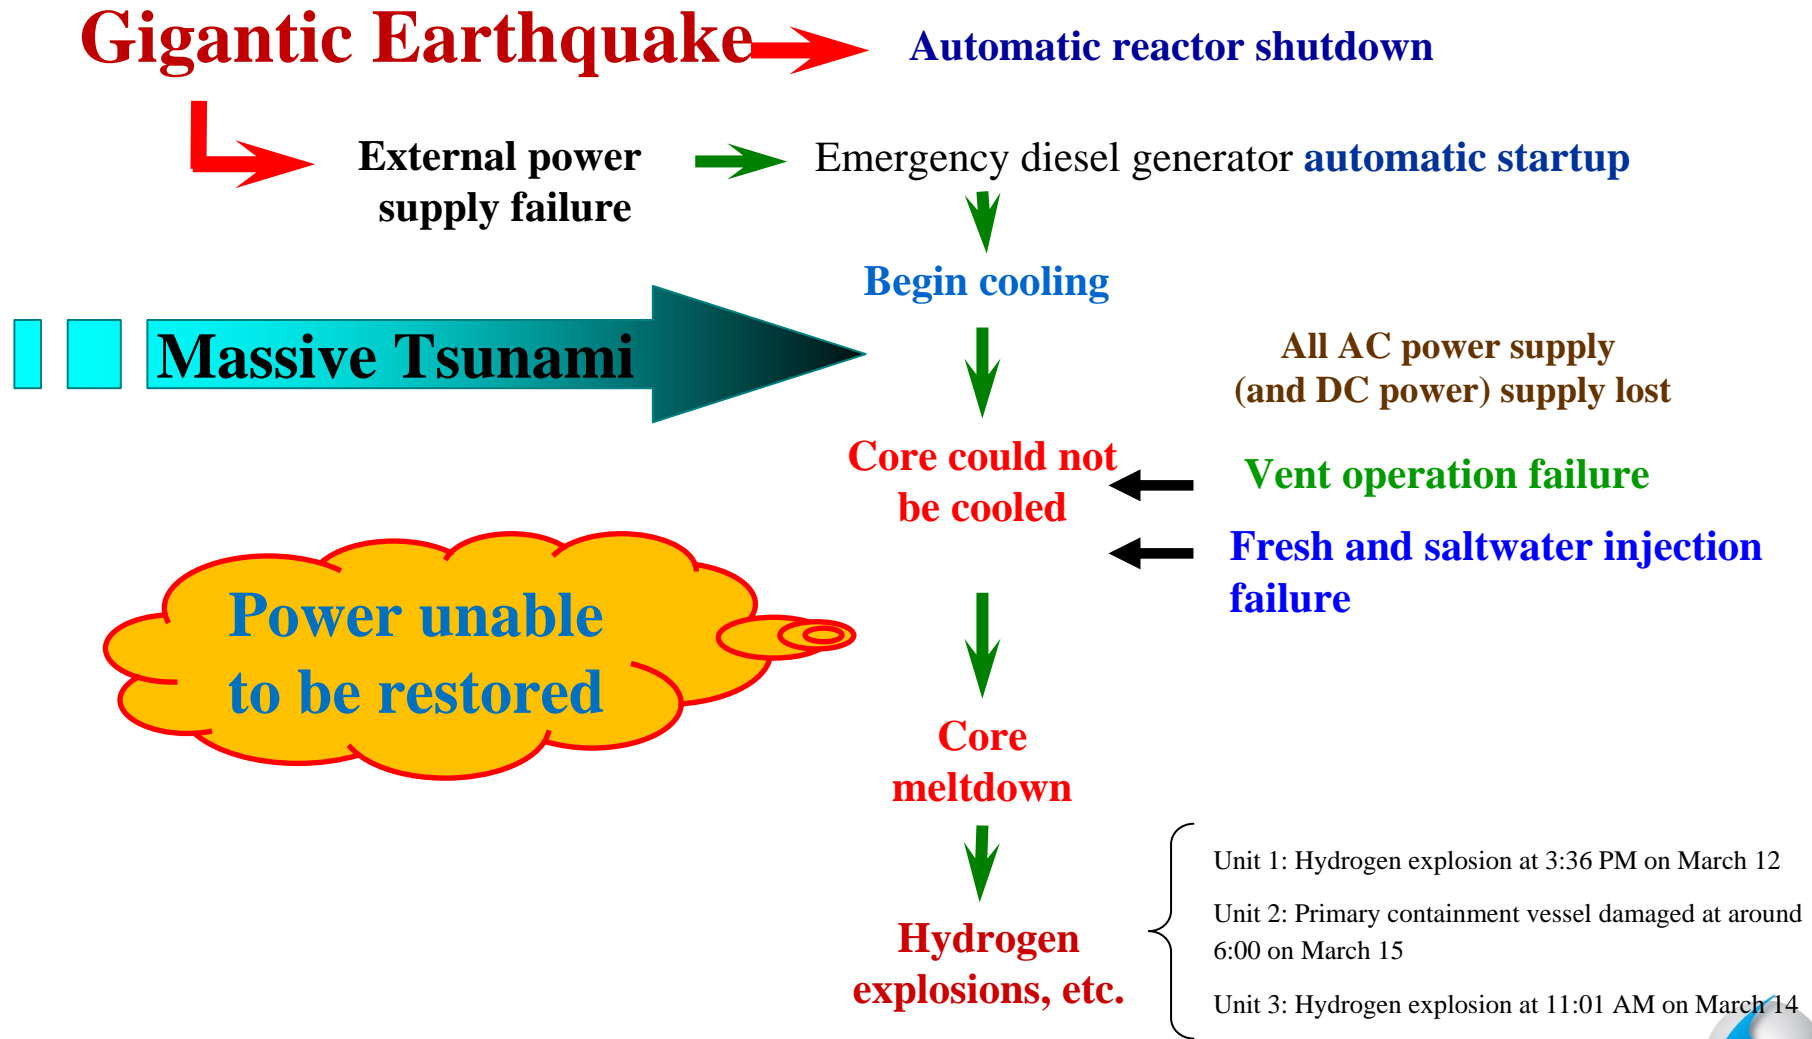 Gigantic Earthquake
Automatic reactor shutdown
External power
supply failure
Emergency diesel generator automatic startup
Begin cooling
Massive Tsunami
All AC power supply
(and DC power) supply lost
Core could not
be cooled
Vent operation failure
Fresh and saltwater injection
failure
Power unable
to be restored
Core
meltdown
Hydrogen
explosions, etc.
Unit 1: Hydrogen explosion at 3:36 PM on March 12
Unit 2: Primary containment vessel damaged at around
6:00 on March 15
Unit 3: Hydrogen explosion at 11:01 AM on March 14